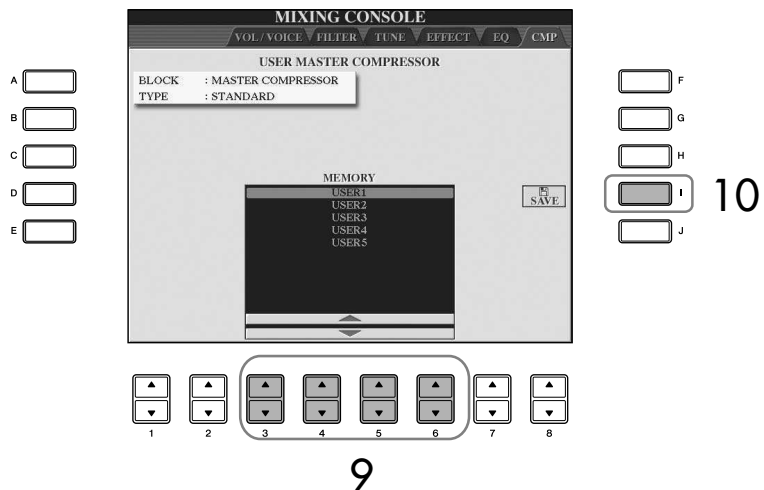 MIXING CONSOLE
VOL/VOICE FILTER TUNE EFFECT EQ CMP
USER MASTER COMPRESSOR
BLOCK : MASTER COMPRESSOR
TYPE : STANDARD
A
B
C
D
E
MEMORY
USER1
USER2
USER3
USER4
USER5
SAVE
F
G
H
I
J
10
1 2 3 4 5 6 7 8
9